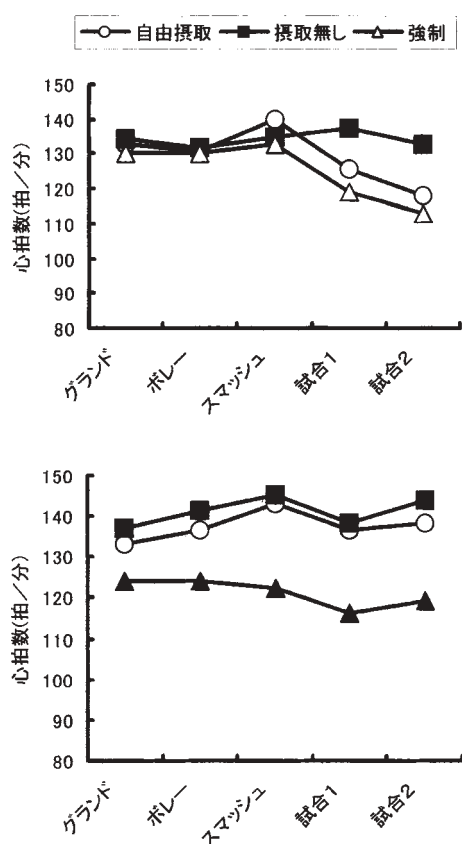 自由摂取 摂取無し 強制
150
140
130
120
110
100
90
80
心拍数(拍／分)
グランド
ボレー
スマッシュ
試合1
試合2
150
140
130
120
110
100
90
80
心拍数(拍／分)
グランド
ボレー
スマッシュ
試合1
試合2